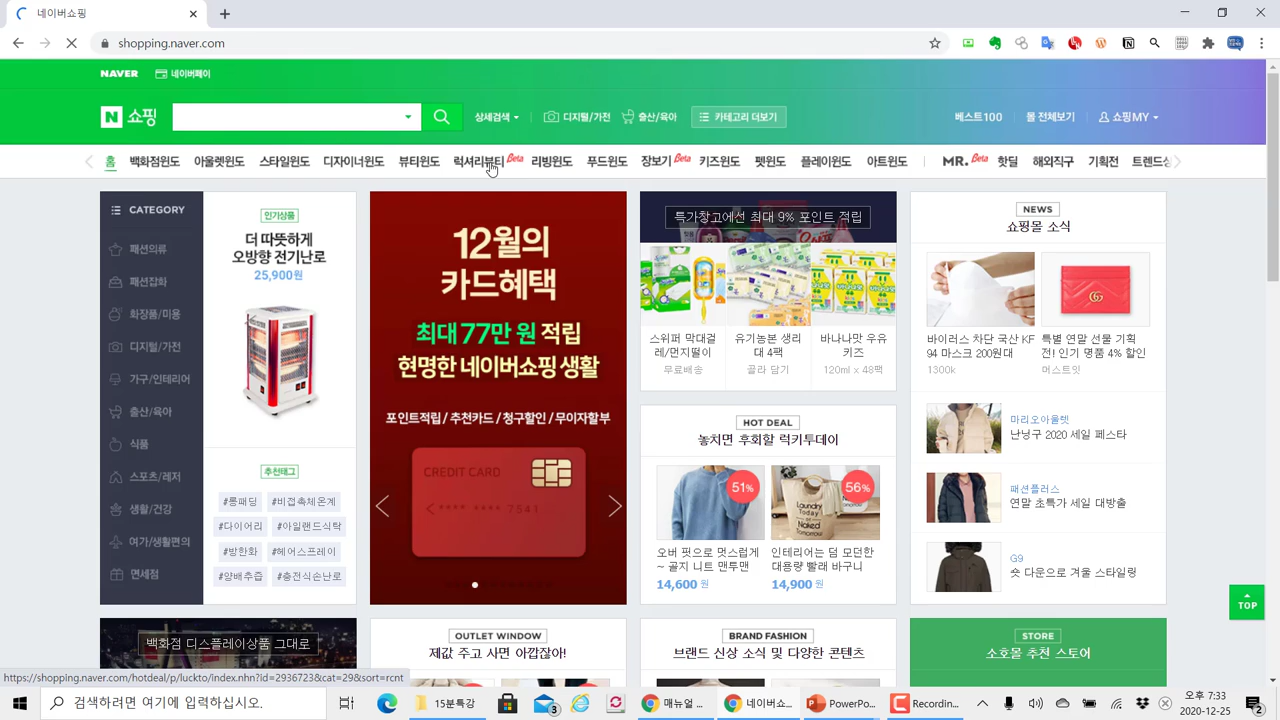 네이버쇼핑
shopping.naver.com
NAVER 네이버페이
N 쇼핑 상세검색 디지털/가전 출산/육아 카테고리 더보기 베스트100 몰 전체보기 쇼핑MY
홈 백화점윈도 아울렛윈도 스타일윈도 디자이너윈도 뷰티윈도 럭셔리뷰티 Beta 리빙윈도 푸드윈도 장보기 Beta 키즈윈도 펫윈도 플레이윈도 아트윈도 MR. Beta 핫딜 해외직구 기획전 트렌드
CATEGORY
패션의류
패션잡화
화장품/미용
디지털/가전
가구/인테리어
출산/육아
식품
스포츠/레저
생활/건강
여가/생활편의
면세점
인기상품
더 따뜻하게
오방향 전기난로
25,900원
추천태그
#롱패딩 #비접촉체온계
#다이어리 #아일랜드식탁
#방한화 #헤어스프레이
#양배추즙 #충전식손난로
12월의
카드혜택
최대 77만 원 적립
현명한 네이버쇼핑 생활
포인트적립 / 추천카드 / 청구할인 / 무이자할부
CREDIT CARD
7541
특가창고에선 최대 9% 포인트 적립
스위퍼 막대걸
레/먼지떨이
무료배송
유기농본 생리
대 4팩
골라 담기
바나나맛 우유
키즈
120ml x 48팩
HOT DEAL
놓치면 후회할 럭키투데이
51%
56%
Laundry
Today
or
Naked
오버 핏으로 멋스럽게
~ 골지 니트 맨투맨
14,600 원
인테리어는 덤 모던한
대용량 빨래 바구니
14,900 원
NEWS
쇼핑몰 소식
바이러스 차단 국산 KF
94 마스크 200원대
1300k
특별 연말 선물 기획
전! 인기 명품 4% 할인
머스트잇
마리오아울렛
난닝구 2020 세일 페스타
패션플러스
연말 초특가 세일 대방출
G9
숏 다운으로 겨울 스타일링
TOP
백화점 디스플레이상품 그대로
OUTLET WINDOW
제값 주고 사면 아깝잖아!
BRAND FASHION
브랜드 신상 소식 및 다양한 콘텐츠
STORE
소호몰 추천 스토어
https://shopping.naver.com/hotdeal/p/luckto/index.nhn?Id=2936723&cat=29&sort=rcnt
검색하려면 여기에 입력하십시오.
15분특강
3
매뉴얼 ...
네이버쇼...
PowerPo...
Recording...
오후 7:33
2020-12-25
2